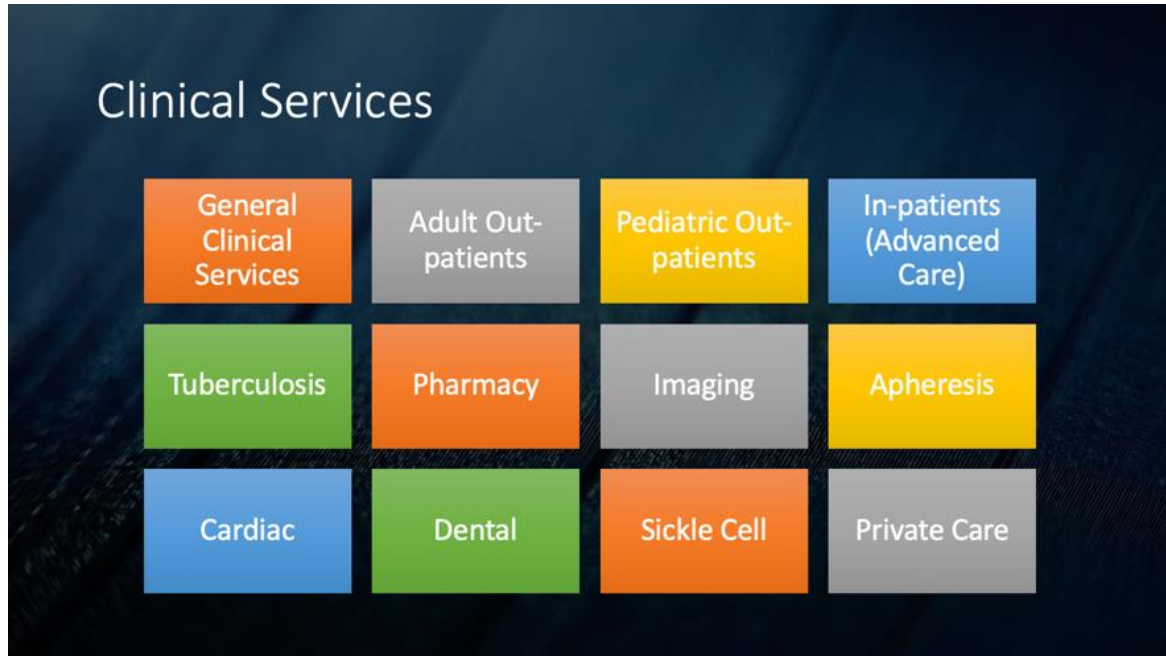 Clinical Services
General
Clinical
Services
Adult Out-
patients
Pediatric Out-
patients
In-patients
(Advanced
Care)
Tuberculosis
Pharmacy
Imaging
Apheresis
Cardiac
Dental
Sickle Cell
Private Care